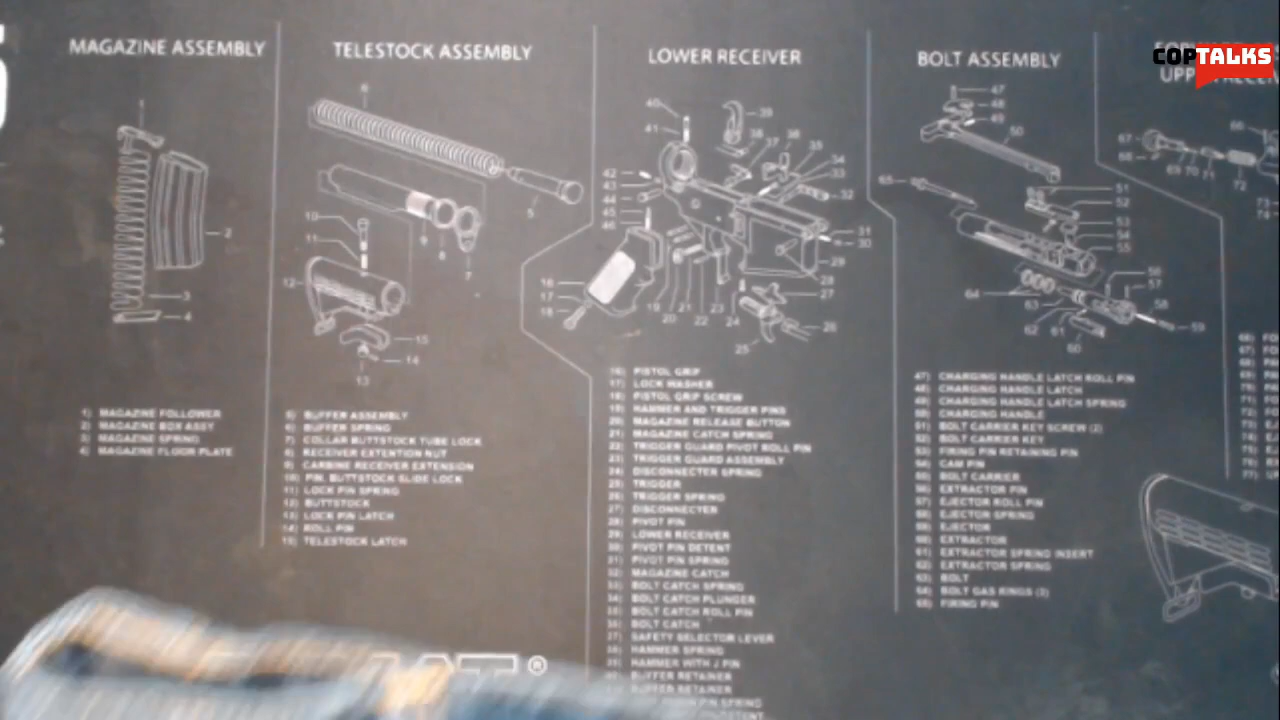 MAGAZINE ASSEMBLY
1) MAGAZINE FOLLOWER
2) MAGAZINE BOX ASSY
3) MAGAZINE SPRING
4) MAGAZINE FLOOR PLATE
TELESTOCK ASSEMBLY
5) BUFFER ASSEMBLY
6) BUFFER SPRING
7) COLLAR BUTTSTOCK TUBE LOCK
8) RECEIVER EXTENTION NUT
9) CARBINE RECEIVER EXTENSION
10) PIN, BUTTSTOCK SLIDE LOCK
11) LOCK PIN SPRING
12) BUTTSTOCK
13) LOCK PIN LATCH
14) ROLL PIN
15) TELESTOCK LATCH
LOWER RECEIVER
16) PISTOL GRIP
17) LOCK WASHER
18) PISTOL GRIP SCREW
19) HAMMER AND TRIGGER PINS
20) MAGAZINE RELEASE BUTTON
21) MAGAZINE CATCH SPRING
22) TRIGGER GUARD PIVOT ROLL PIN
23) TRIGGER GUARD ASSEMBLY
24) DISCONNECTER SPRING
25) TRIGGER
26) TRIGGER SPRING
27) DISCONNECTER
28) PIVOT PIN
29) LOWER RECEIVER
30) PIVOT PIN DETENT
31) PIVOT PIN SPRING
32) MAGAZINE CATCH
33) BOLT CATCH SPRING
34) BOLT CATCH PLUNGER
35) BOLT CATCH ROLL PIN
36) BOLT CATCH
37) SAFETY SELECTOR LEVER
38) HAMMER SPRING
39) HAMMER WITH J PIN
40) BUFFER RETAINER
BUFFER RETAINER
PIN SPRING
BOLT ASSEMBLY
47) CHARGING HANDLE LATCH ROLL PIN
48) CHARGING HANDLE LATCH
49) CHARGING HANDLE LATCH SPRING
50) CHARGING HANDLE
51) BOLT CARRIER KEY SCREW (2)
52) BOLT CARRIER KEY
53) FIRING PIN RETAINING PIN
54) CAM PIN
55) BOLT CARRIER
56) EXTRACTOR PIN
57) EJECTOR ROLL PIN
58) EJECTOR SPRING
59) EJECTOR
60) EXTRACTOR
61) EXTRACTOR SPRING INSERT
62) EXTRACTOR SPRING
63) BOLT
64) BOLT GAS RINGS (3)
65) FIRING PIN
COPTALKS